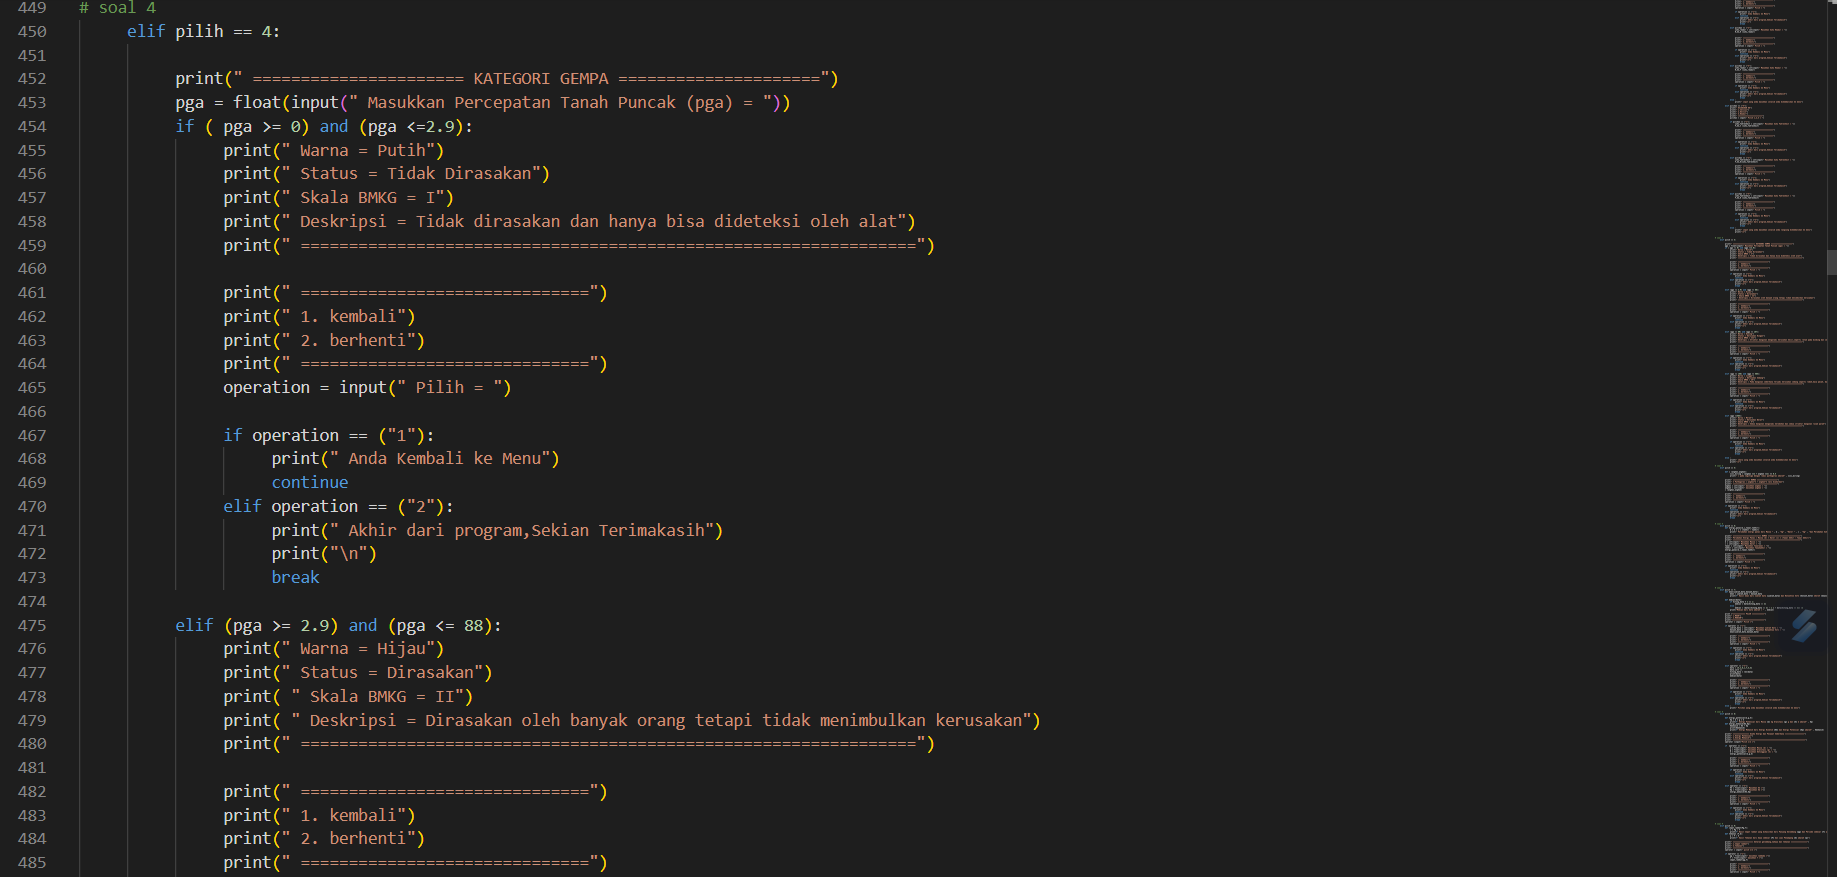 449 # soal 4
450 elif pilih == 4:
451
452 print(" ====================== KATEGORI GEMPA =====================")
453 pga = float(input(" Masukkan Percepatan Tanah Puncak (pga) = "))
454 if ( pga >= 0) and (pga <=2.9):
455 print(" Warna = Putih")
456 print(" Status = Tidak Dirasakan")
457 print(" Skala BMKG = I")
458 print(" Deskripsi = Tidak dirasakan dan hanya bisa dideteksi oleh alat")
459 print(" ================================================================")
460
461 print(" ==============================")
462 print(" 1. kembali")
463 print(" 2. berhenti")
464 print(" ==============================")
465 operation = input(" Pilih = ")
466
467 if operation == ("1"):
468 print(" Anda Kembali ke Menu")
469 continue
470 elif operation == ("2"):
471 print(" Akhir dari program,Sekian Terimakasih")
472 print("\n")
473 break
474
475 elif (pga >= 2.9) and (pga <= 88):
476 print(" Warna = Hijau")
477 print(" Status = Dirasakan")
478 print( " Skala BMKG = II")
479 print( " Deskripsi = Dirasakan oleh banyak orang tetapi tidak menimbulkan kerusakan")
480 print(" ================================================================")
481
482 print(" ==============================")
483 print(" 1. kembali")
484 print(" 2. berhenti")
485 print(" ==============================")